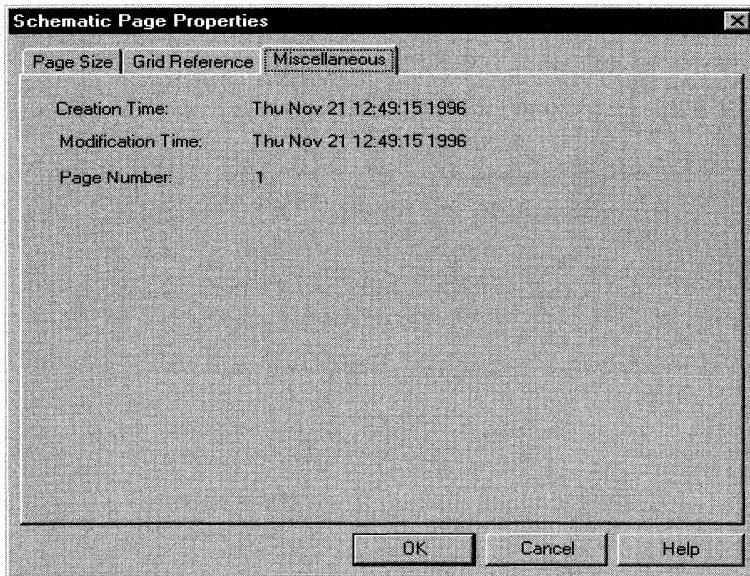 Schematic Page Properties
Page Size Grid Reference Miscellaneous
Creation Time: Thu Nov 21 12:49:15 1996
Modification Time: Thu Nov 21 12:49:15 1996
Page Number: 1
OK Cancel Help